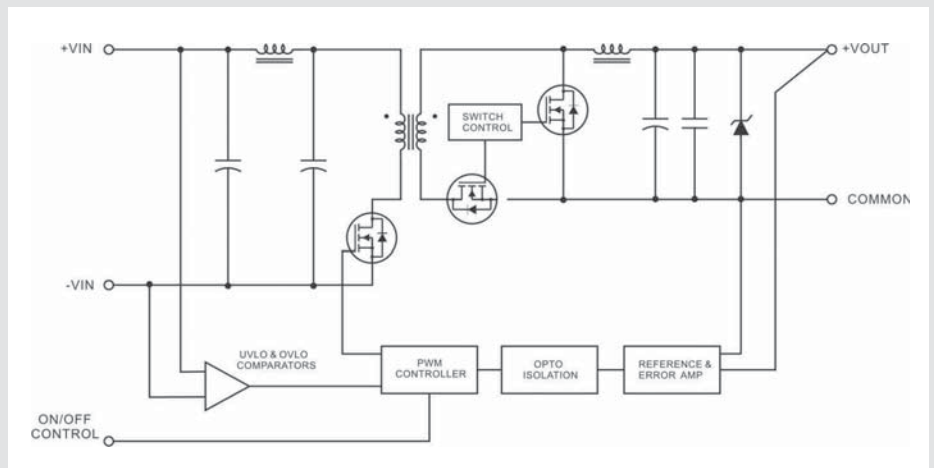 +VIN
+VOUT
SWITCH
CONTROL
COMMON
-VIN
UVLO & OVLO
COMPARATORS
PWM
CONTROLLER
OPTO
ISOLATION
REFERENCE &
ERROR AMP
ON/OFF
CONTROL